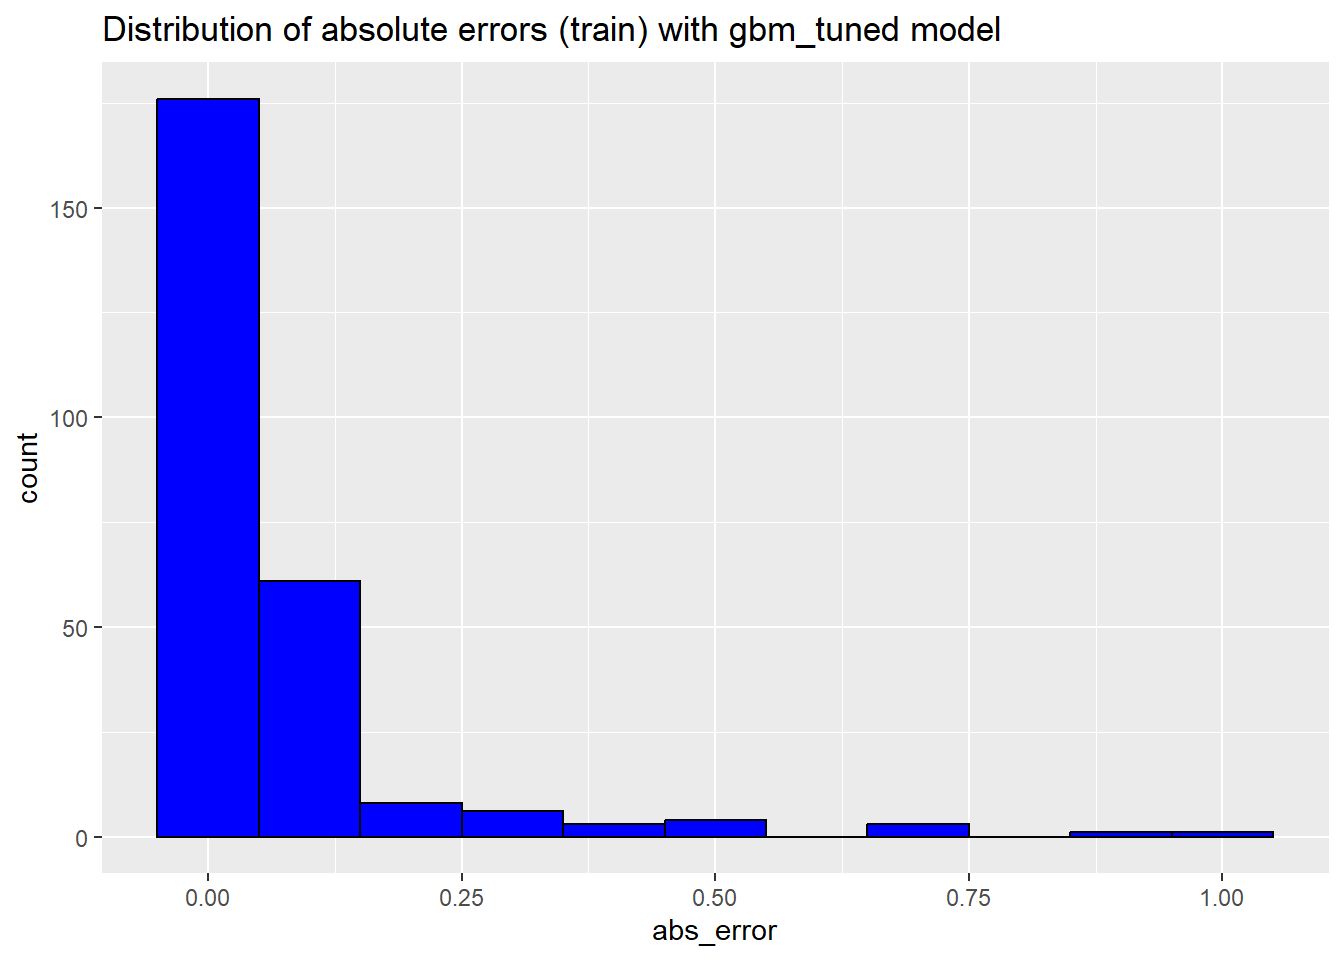 Distribution of absolute errors (train) with gbm_tuned model
count
150
100
50
0
0.00 0.25 0.50 0.75 1.00
abs_error